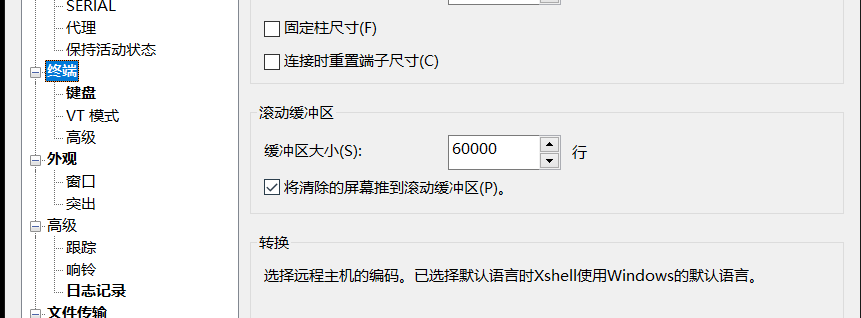 SERIAL
代理
保持活动状态
终端
键盘
VT 模式
高级
外观
窗口
突出
高级
跟踪
响铃
日志记录
文件传输
固定柱尺寸(F)
连接时重置端子尺寸(C)
滚动缓冲区
缓冲区大小(S): 60000 行
将清除的屏幕推到滚动缓冲区(P)。
转换
选择远程主机的编码。已选择默认语言时Xshell使用Windows的默认语言。